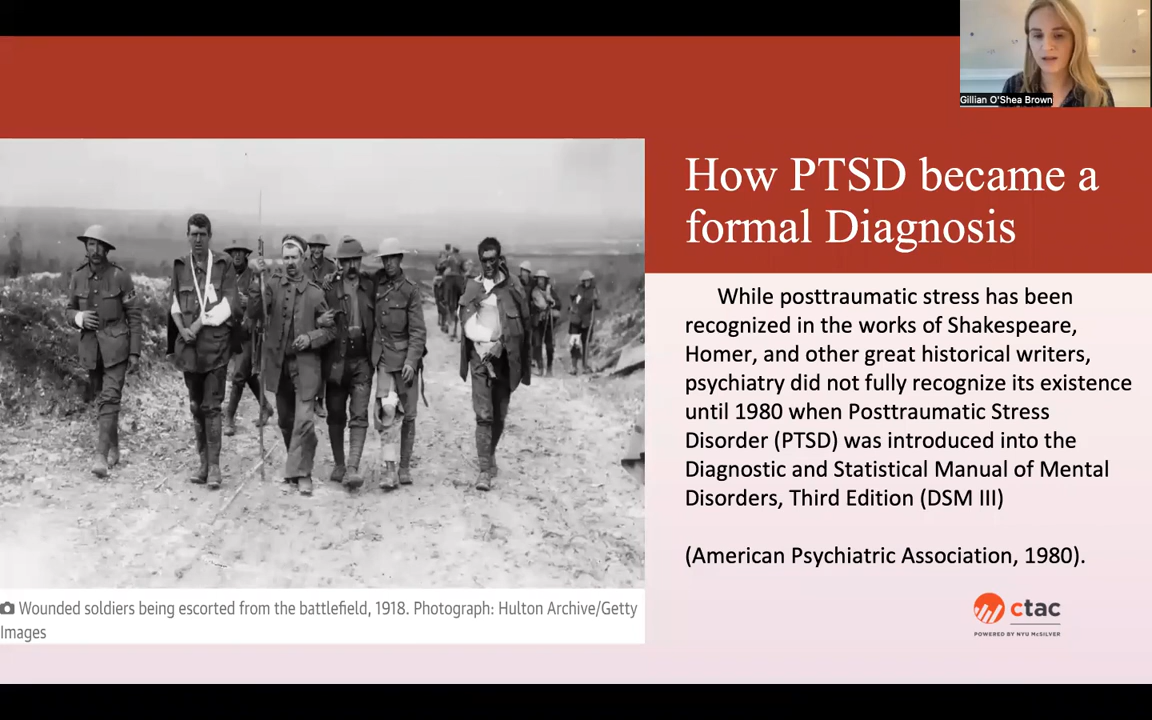 Gillian O'Shea Brown
How PTSD became a
formal Diagnosis
While posttraumatic stress has been
recognized in the works of Shakespeare,
Homer, and other great historical writers,
psychiatry did not fully recognize its existence
until 1980 when Posttraumatic Stress
Disorder (PTSD) was introduced into the
Diagnostic and Statistical Manual of Mental
Disorders, Third Edition (DSM III)
(American Psychiatric Association, 1980).
Wounded soldiers being escorted from the battlefield, 1918. Photograph: Hulton Archive/Getty
Images
ctac
POWERED BY NYU McSILVER